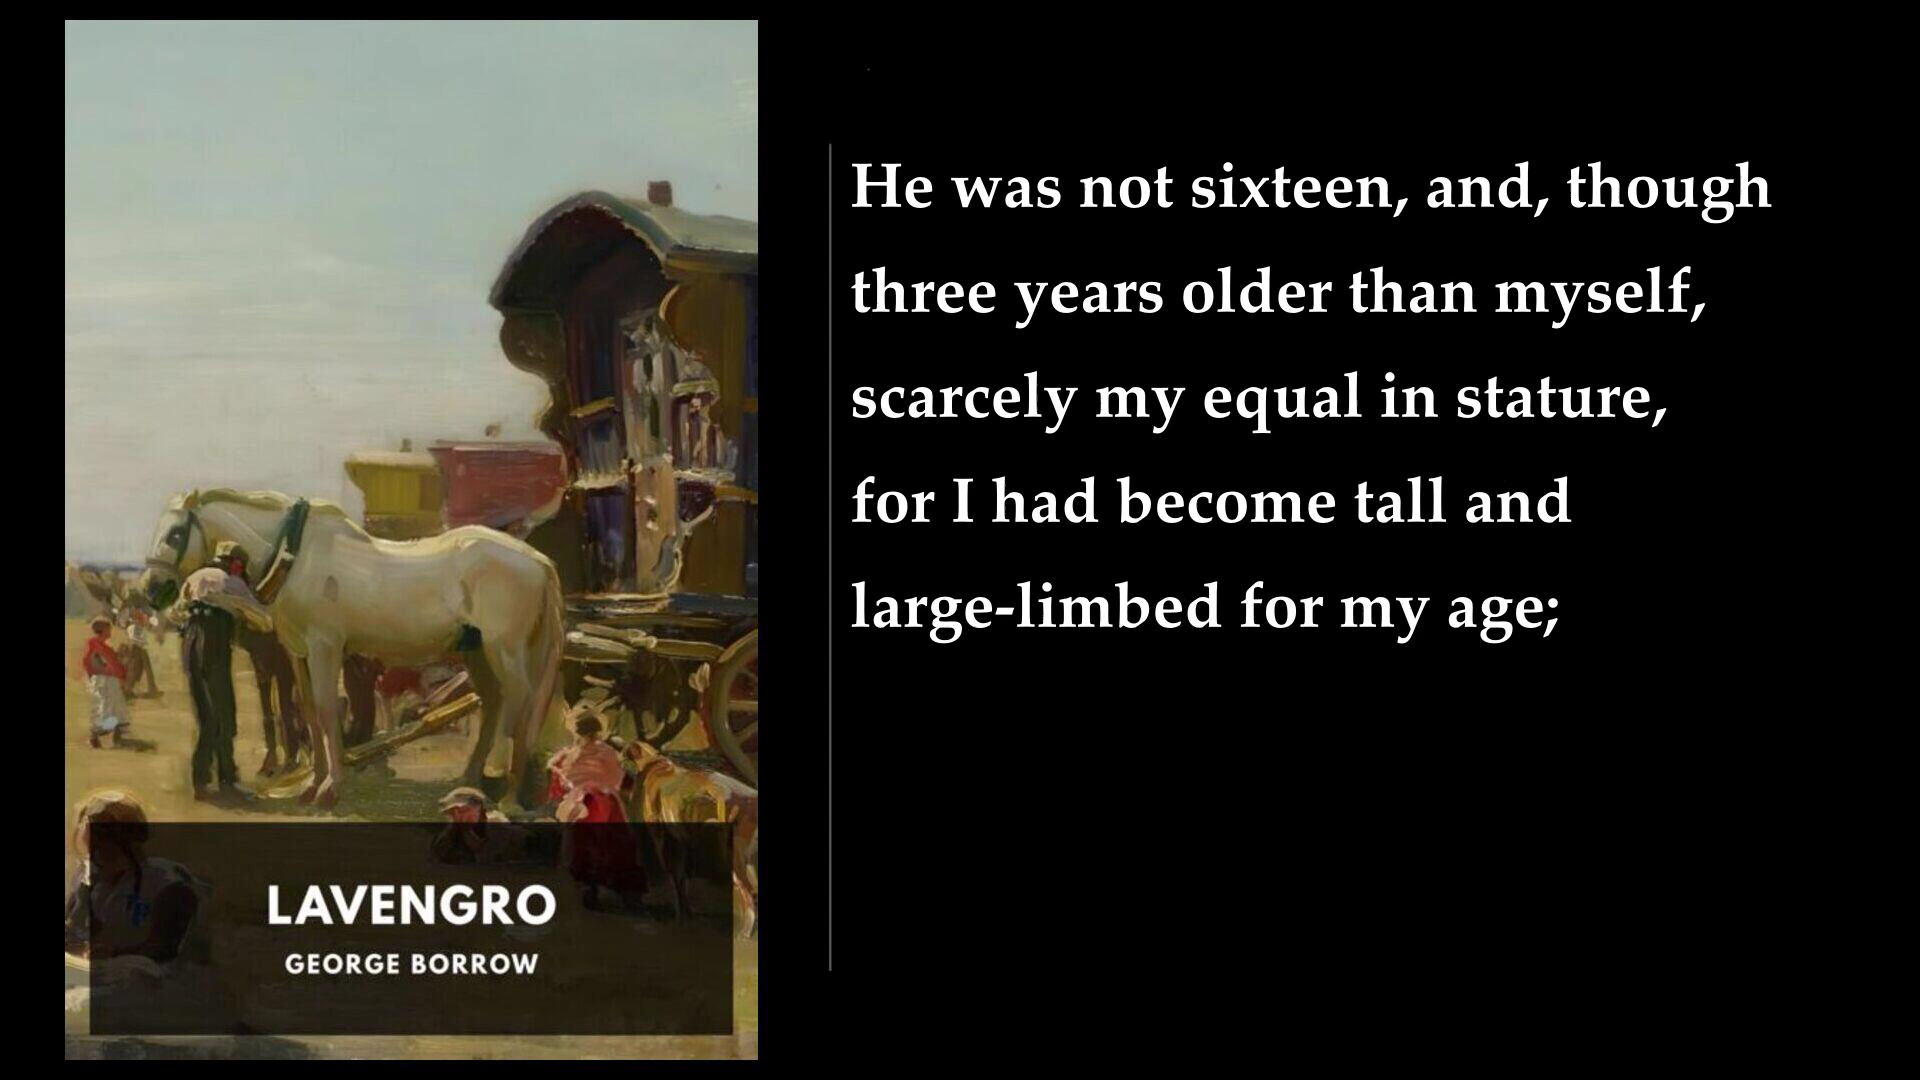 He was not sixteen, and, though
three years older than myself,
scarcely my equal in stature,
for I had become tall and
large-limbed for my age;
LAVENGRO
GEORGE BORROW